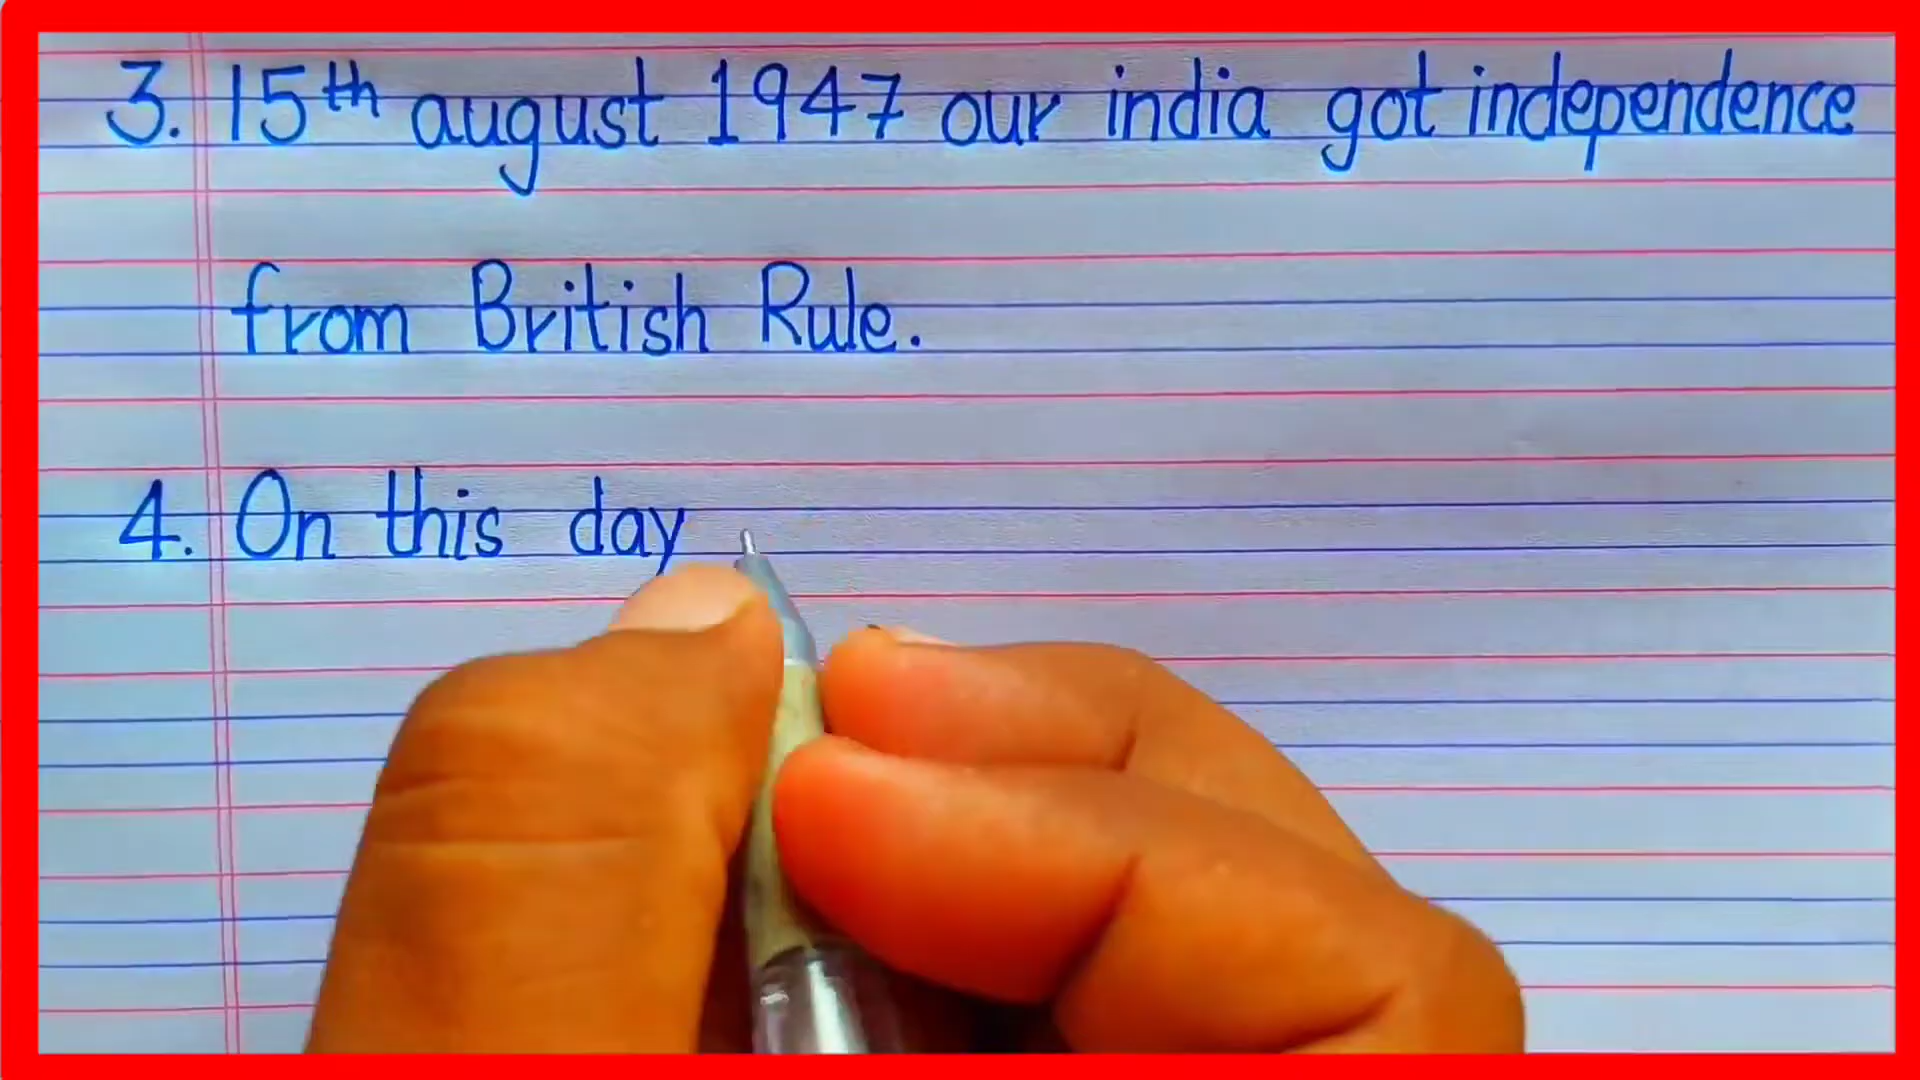 3. 15th august 1947 our india got independence
from British Rule.
4. On this day